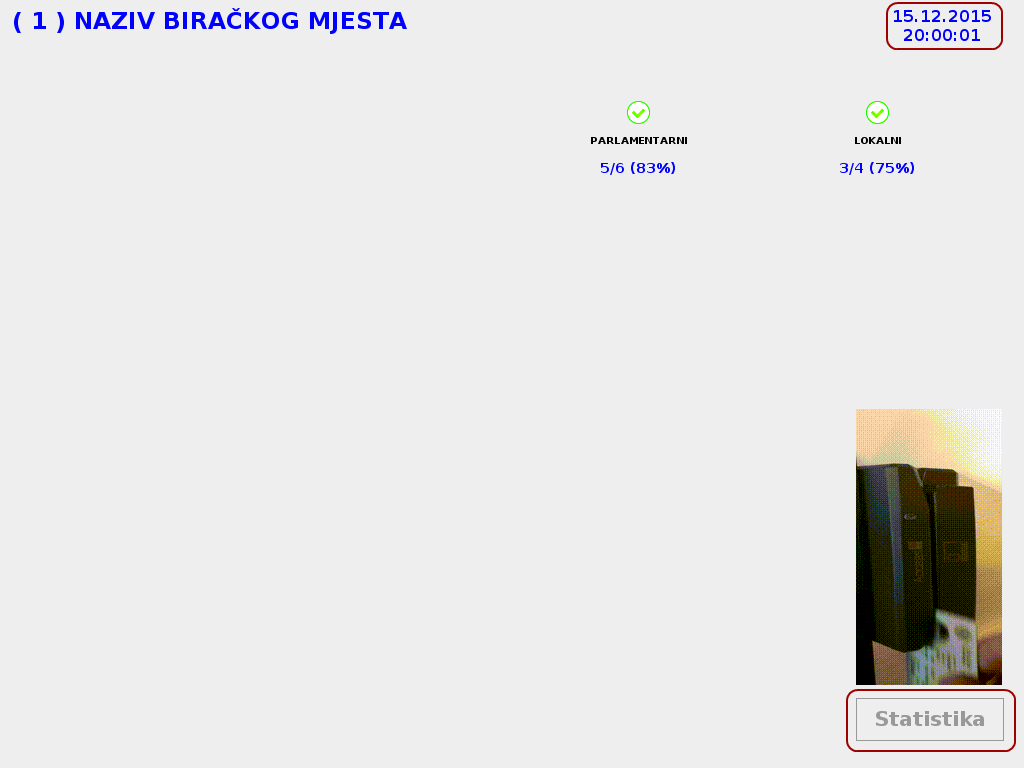 ( 1 ) NAZIV BIRAČKOG MJESTA
15.12.2015
20:00:01
PARLAMENTARNI
LOKALNI
5/6 (83%)
3/4 (75%)
Statistika